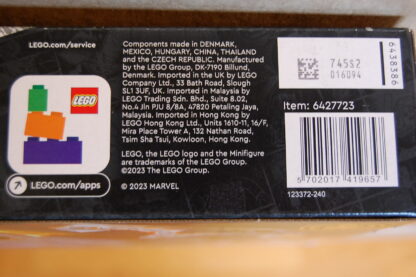 LEGO.com/service
LEGO
LEGO.com/apps
Components made in DENMARK,
MEXICO, HUNGARY, CHINA, THAILAND
and the CZECH REPUBLIC. Manufactured
by the LEGO Group, DK-7190 Billund,
Denmark. Imported in the UK by LEGO
Company Ltd., 33 Bath Road, Slough
SL1 3UF, UK. Imported in Malaysia by
LEGO Trading Sdn. Bhd., Suite 8.02,
No.4 Jln PJU 8/8A, 47820 Petaling Jaya,
Malaysia. Imported in Hong Kong by
LEGO Hong Kong Ltd., Units 1610-11, 16/F,
Mira Place Tower A, 132 Nathan Road,
Tsim Sha Tsui, Kowloon, Hong Kong.
LEGO, the LEGO logo and the Minifigure
are trademarks of the LEGO Group.
©2023 The LEGO Group.
© 2023 MARVEL
745S2
016094
6438386
Item: 6427723
5 702017 419657
123372-240